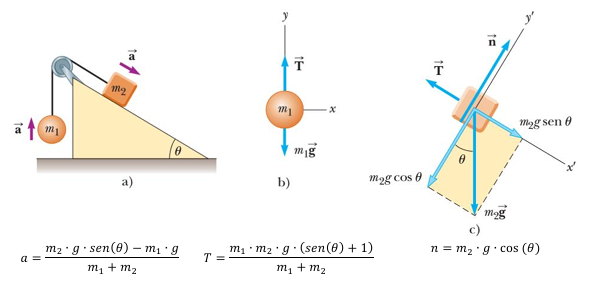 a⃗
m₂
a⃗
m₁
θ
a)
y
T⃗
m₁
x
m₁g⃗
b)
y′
n⃗
T⃗
m₂g sen θ
θ
x′
m₂g cos θ
m₂g⃗
c)
a = (m₂ · g · sen(θ) − m₁ · g) / (m₁ + m₂)
T = (m₁ · m₂ · g · (sen(θ) + 1)) / (m₁ + m₂)
n = m₂ · g · cos (θ)